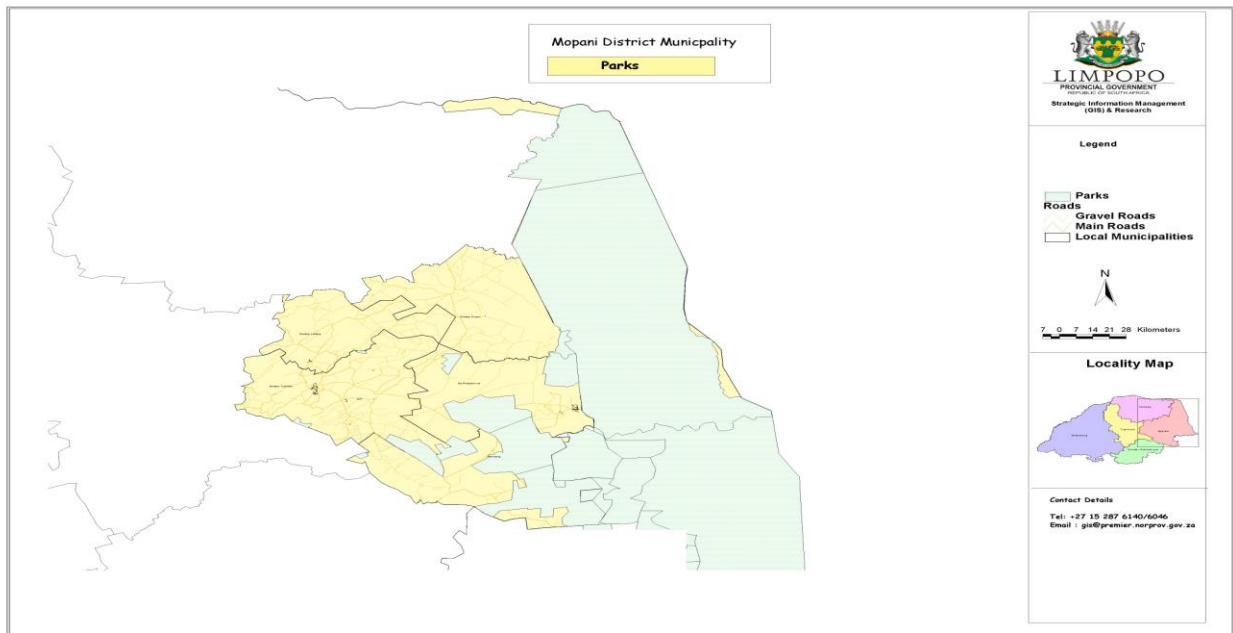 Mopani District Municpality
Parks
LIMPOPO
PROVINCIAL GOVERNMENT
REPUBLIC OF SOUTH AFRICA
Strategic Information Management
(GIS) & Research
Legend
Parks
Roads
Gravel Roads
Main Roads
Local Municipalities
N
7 0 7 14 21 28 Kilometers
Locality Map
Contact Details
Tel: +27 15 287 6140/6046
Email : gis@premier.norprov.gov.za